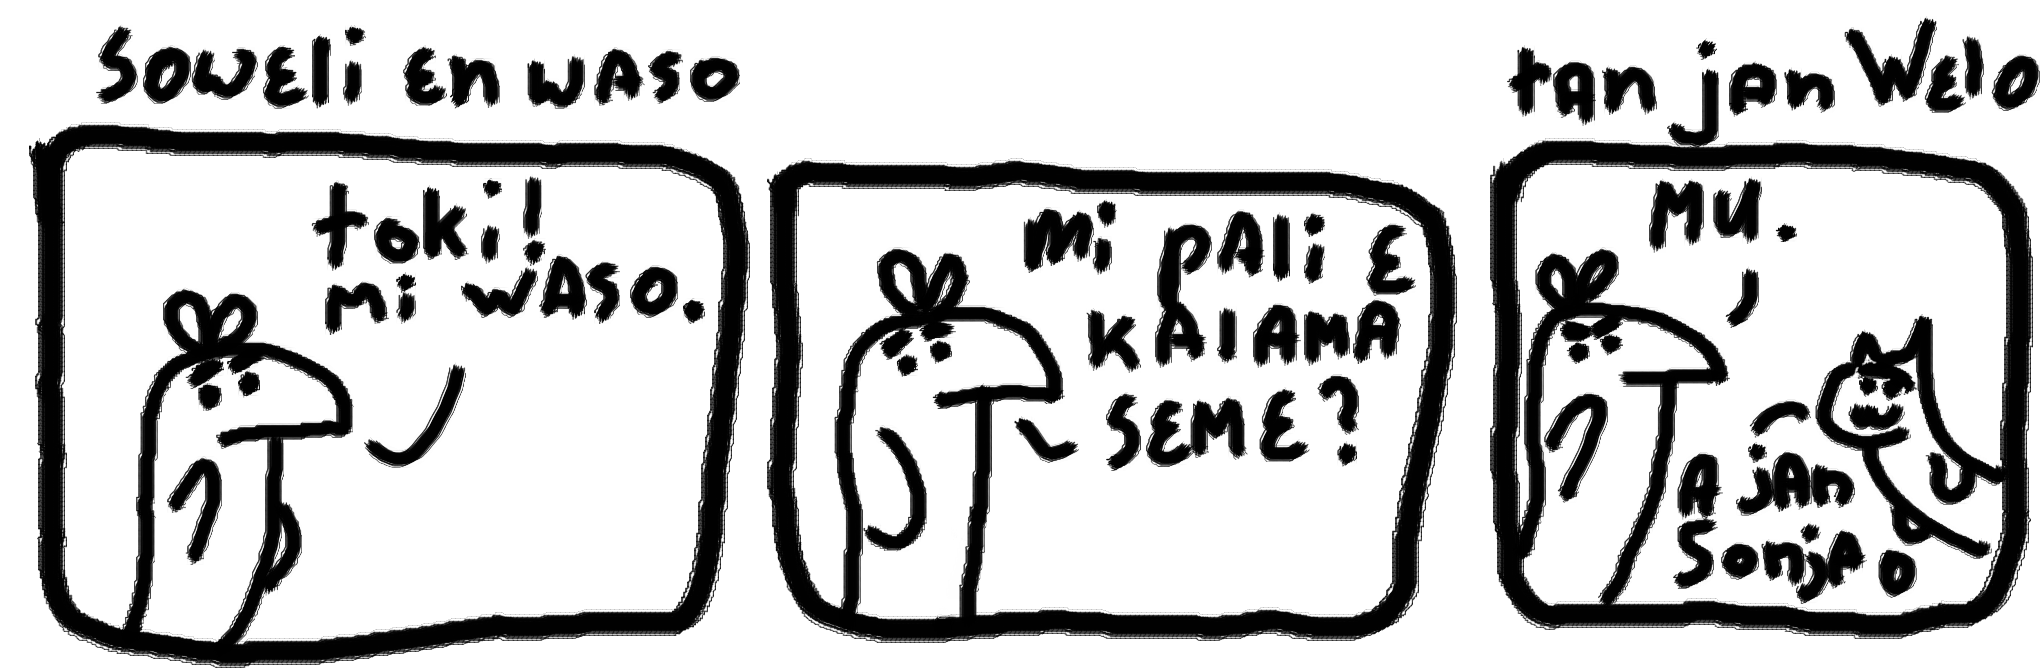 soweli en waso
tan jan Welo
toki!
mi waso.
mi pali e
kalama
seme?
mu.
a jan
Sonja o